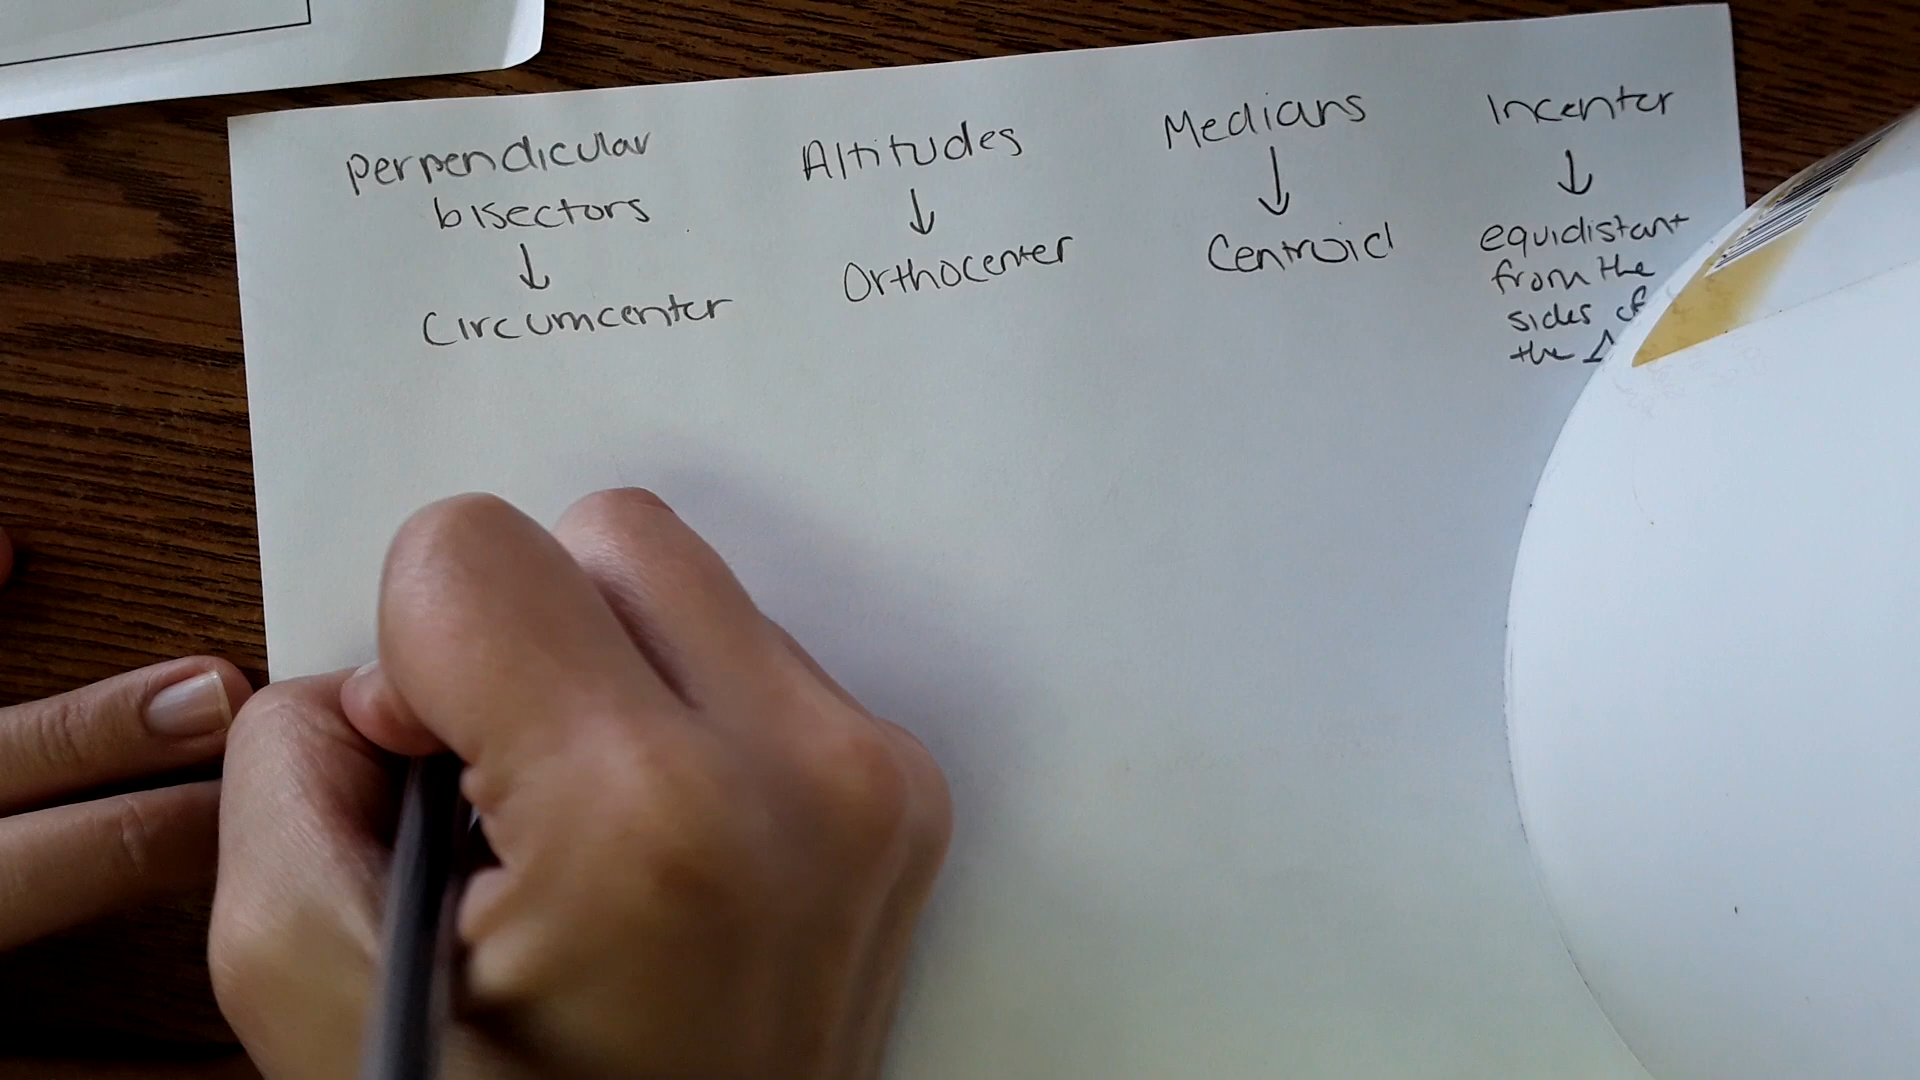 Perpendicular
bisectors
↓
Circumcenter
Altitudes
↓
Orthocenter
Medians
↓
Centroid
Incenter
↓
equidistant
from the
sides of
the Δ